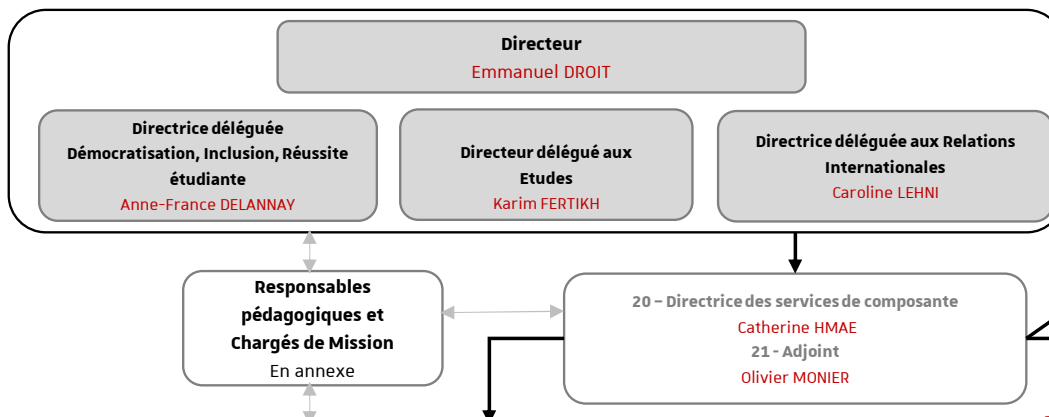 Directeur
Emmanuel DROIT
Directrice déléguée
Démocratisation, Inclusion, Réussite
étudiante
Anne-France DELANNAY
Directeur délégué aux
Etudes
Karim FERTIKH
Directrice déléguée aux Relations
Internationales
Caroline LEHNI
Responsables
pédagogiques et
Chargés de Mission
En annexe
20 – Directrice des services de composante
Catherine HMAE
21 - Adjoint
Olivier MONIER